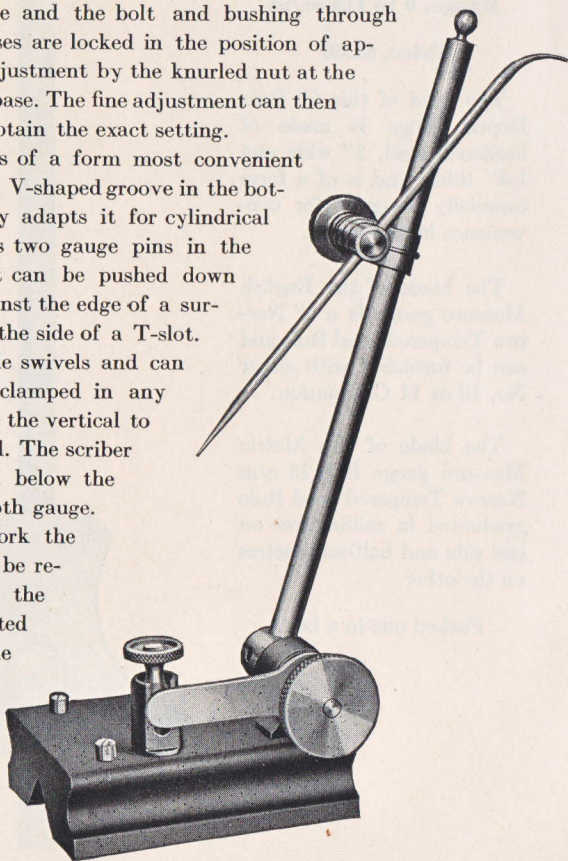 e and the bolt and bushing through
ses are locked in the position of ap-
justment by the knurled nut at the
base. The fine adjustment can then
btain the exact setting.
s of a form most convenient
V-shaped groove in the bot-
y adapts it for cylindrical
s two gauge pins in the
t can be pushed down
nst the edge of a sur-
the side of a T-slot.
le swivels and can
clamped in any
the vertical to
l. The scriber
below the
pth gauge.
ork the
be re-
the
ted
le